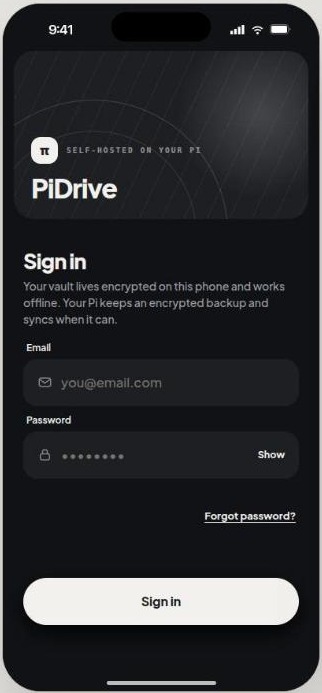 9:41
π SELF-HOSTED ON YOUR PI
PiDrive
Sign in
Your vault lives encrypted on this phone and works
offline. Your Pi keeps an encrypted backup and
syncs when it can.
Email
you@email.com
Password
Show
Forgot password?
Sign in